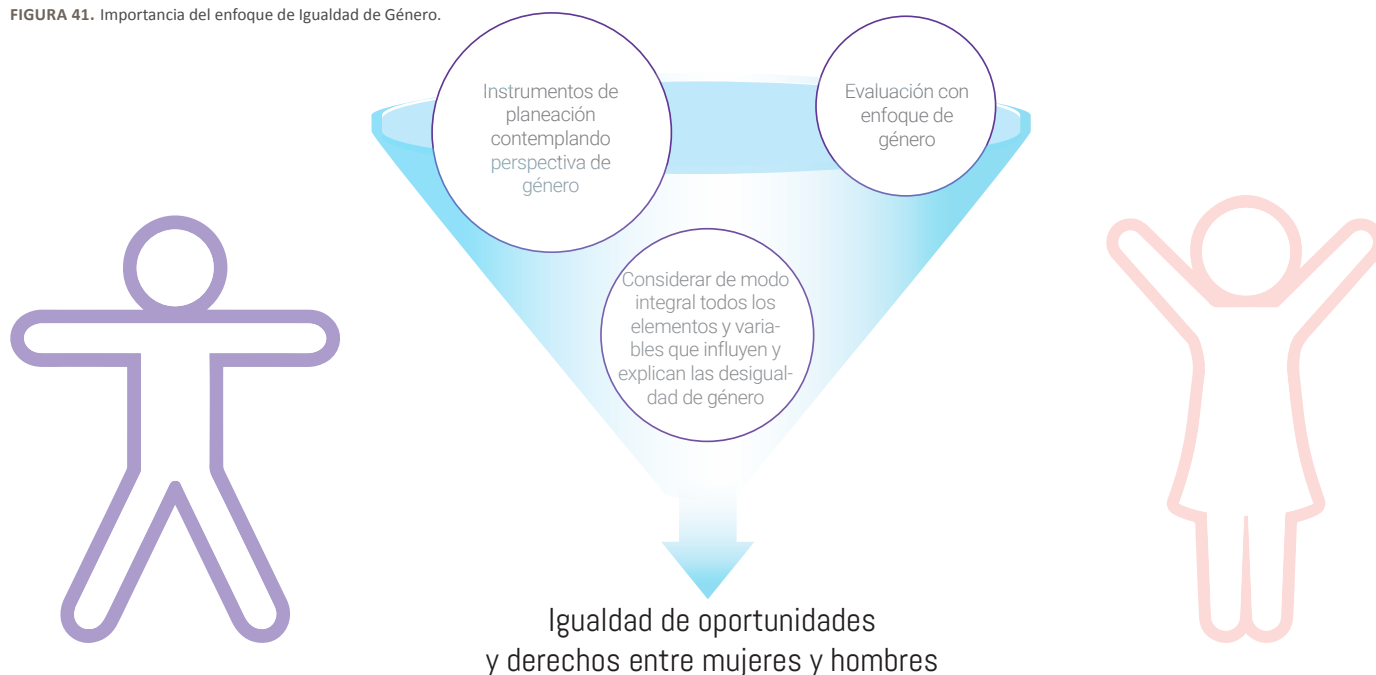 FIGURA 41. Importancia del enfoque de Igualdad de Género.
Instrumentos de
planeación
contemplando
perspectiva de
género
Evaluación con
enfoque de
género
Considerar de modo
integral todos los
elementos y varia-
bles que influyen y
explican las desigual-
dad de género
Igualdad de oportunidades
y derechos entre mujeres y hombres